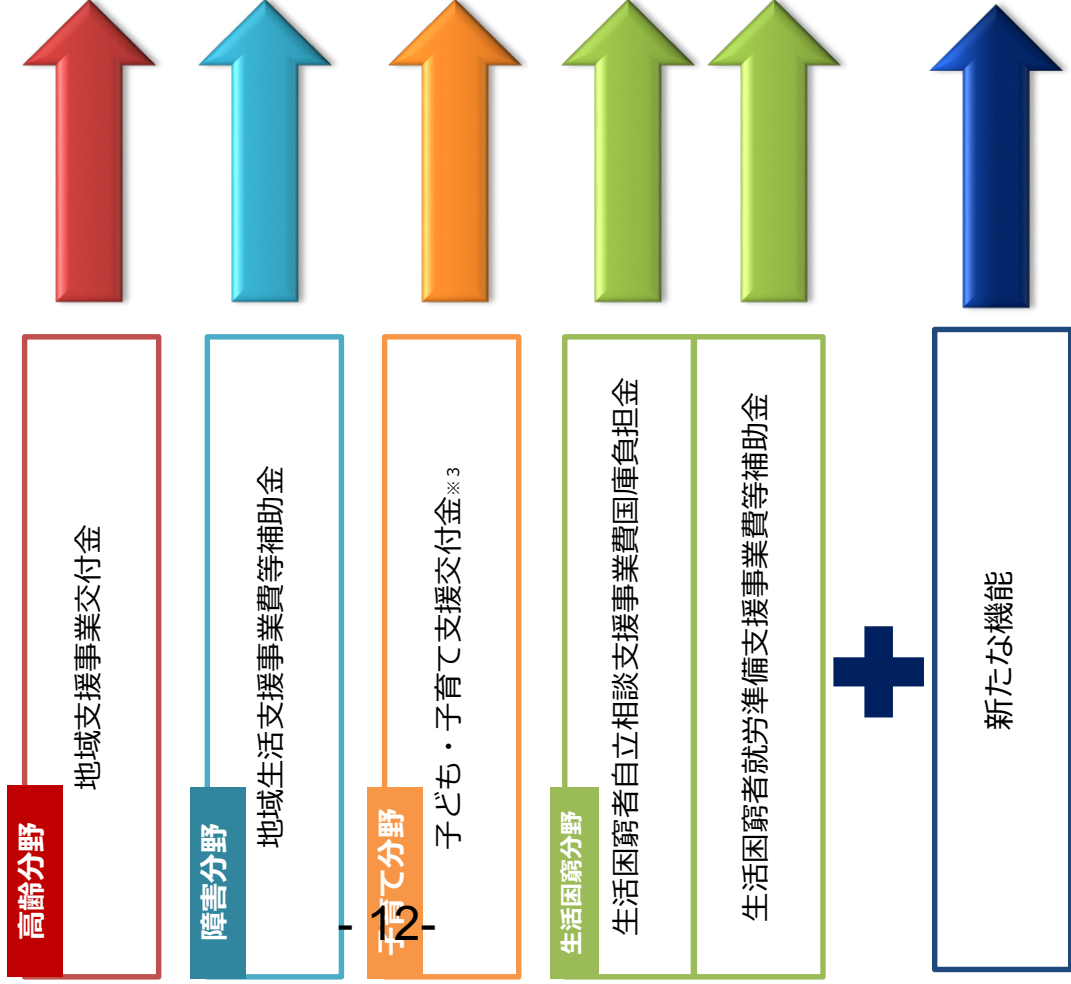 高齢分野
地域支援事業交付金
障害分野
地域生活支援事業費等補助金
子育て分野
子ども・子育て支援交付金※3
生活困窮分野
生活困窮者自立相談支援事業費国庫負担金
生活困窮者就労準備支援事業費等補助金
新たな機能
- 12-